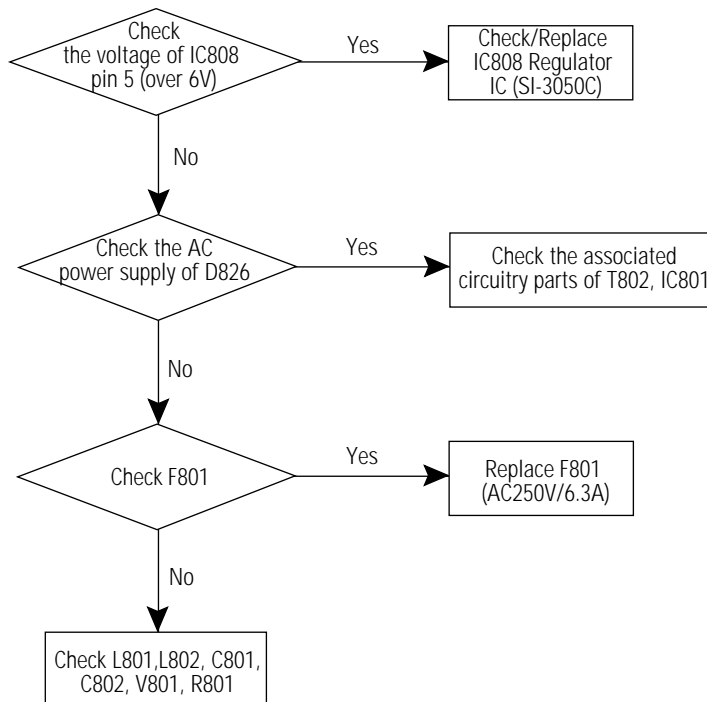 Check
the voltage of IC808
pin 5 (over 6V)
Yes
Check/Replace
IC808 Regulator
IC (SI-3050C)
No
Check the AC
power supply of D826
Yes
Check the associated
circuitry parts of T802, IC801
No
Check F801
Yes
Replace F801
(AC250V/6.3A)
No
Check L801,L802, C801,
C802, V801, R801